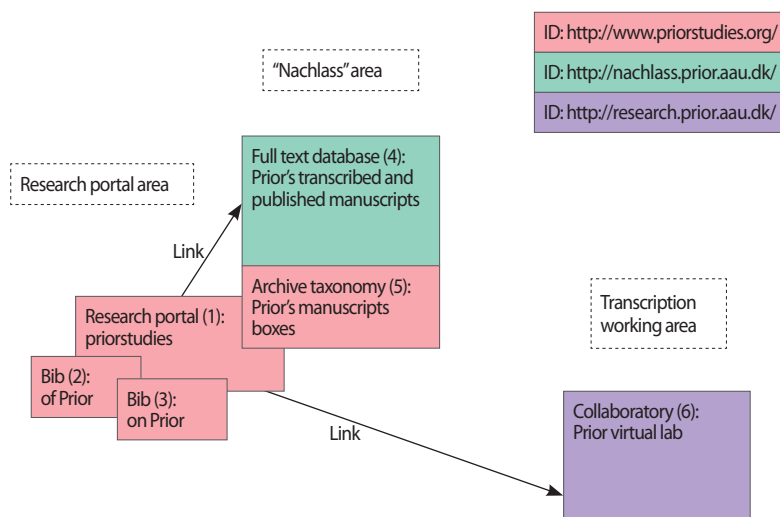 ID: http://www.priorstudies.org/
ID: http://nachlass.prior.aau.dk/
ID: http://research.prior.aau.dk/
“Nachlass” area
Research portal area
Full text database (4):
Prior’s transcribed and
published manuscripts
Link
Archive taxonomy (5):
Prior’s manuscripts
boxes
Research portal (1):
priorstudies
Bib (2):
of Prior
Bib (3):
on Prior
Transcription
working area
Link
Collaboratory (6):
Prior virtual lab